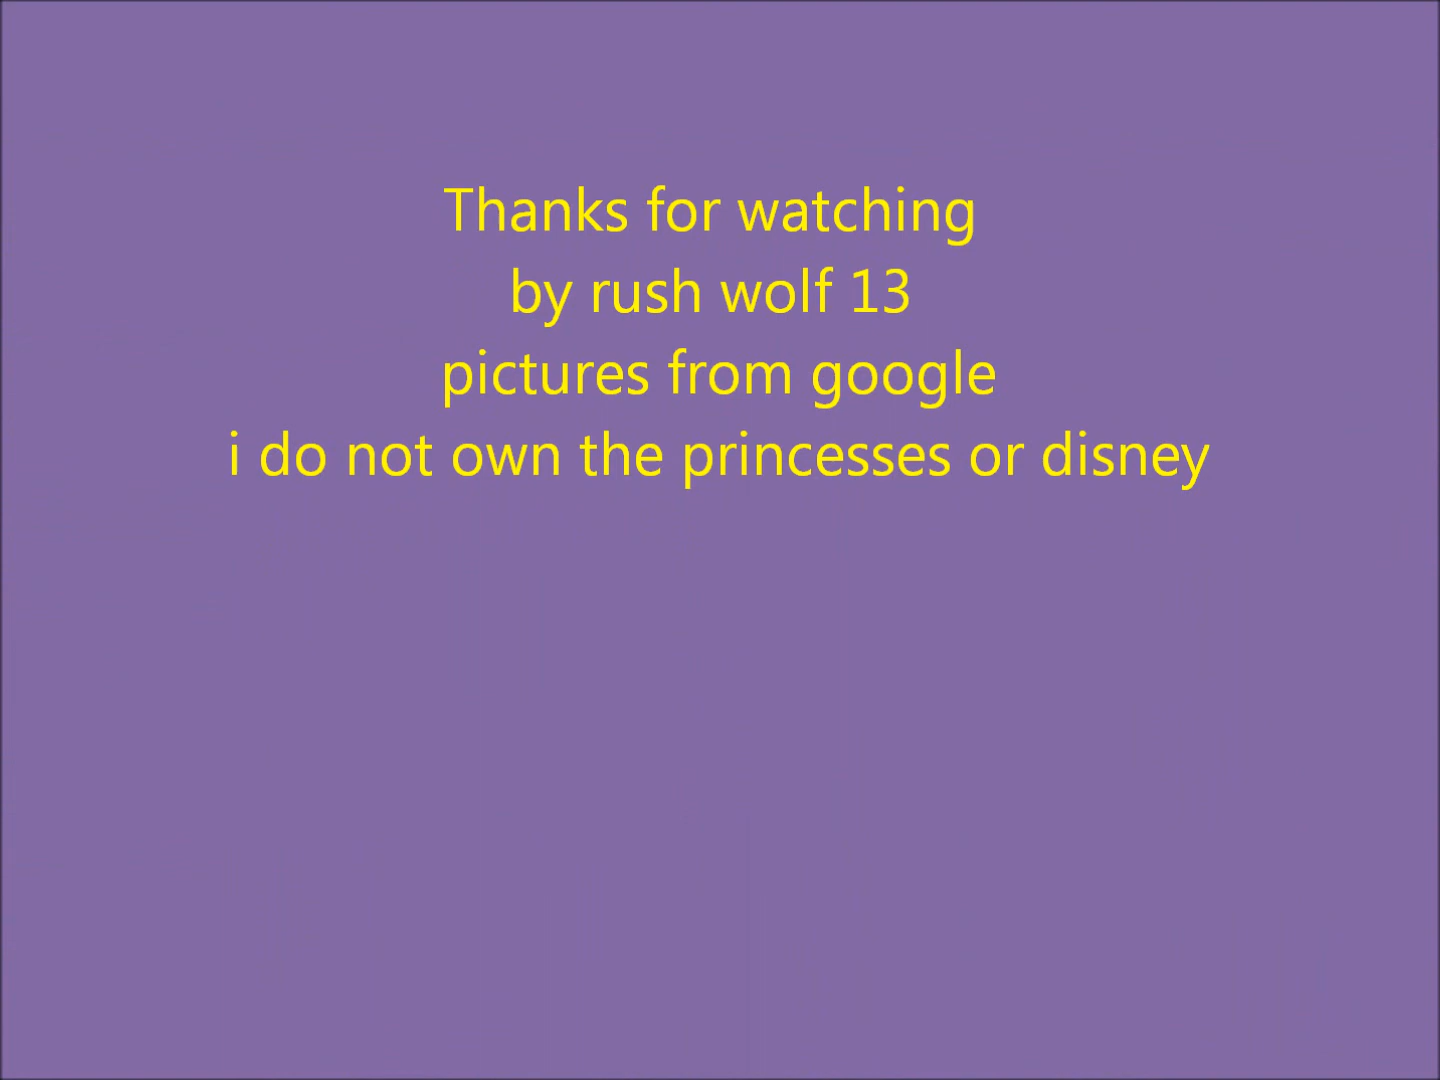 Thanks for watching
by rush wolf 13
pictures from google
i do not own the princesses or disney